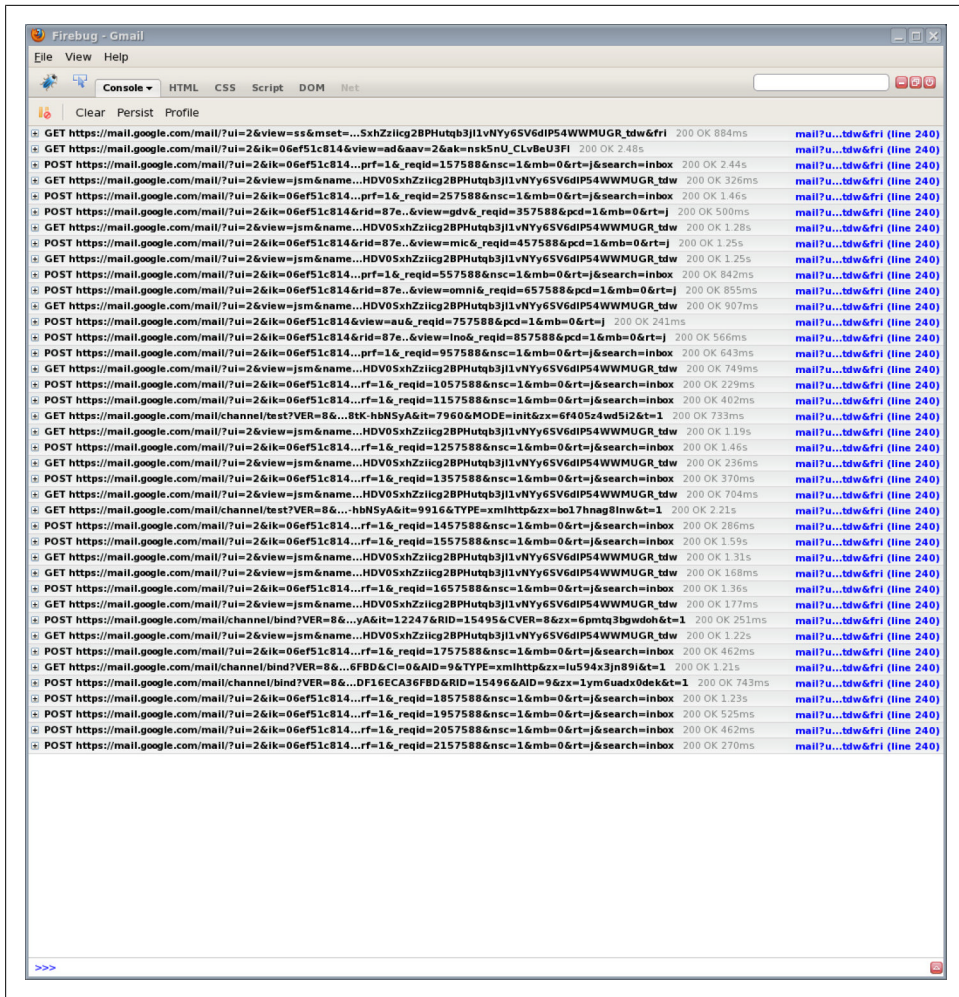 Firebug - Gmail
File View Help
Console HTML CSS Script DOM Net
Clear Persist Profile
GET https://mail.google.com/mail/?ui=2&view=ss&mset=...SxhZziicg2BPHutqb3jl1vNYy6SV6dIP54WWMUGR_tdw&fri 200 OK 884ms mail?u...tdw&fri (line 240)
GET https://mail.google.com/mail/?ui=2&ik=06ef51c814&view=ad&aav=2&ak=nsk5nU_CLvBeU3FI 200 OK 2.48s mail?u...tdw&fri (line 240)
POST https://mail.google.com/mail/?ui=2&ik=06ef51c814...prf=1&_reqid=157588&nsc=1&mb=0&rt=j&search=inbox 200 OK 2.44s mail?u...tdw&fri (line 240)
GET https://mail.google.com/mail/?ui=2&view=jsm&name...HDV0SxhZziicg2BPHutqb3jl1vNYy6SV6dIP54WWMUGR_tdw 200 OK 326ms mail?u...tdw&fri (line 240)
POST https://mail.google.com/mail/?ui=2&ik=06ef51c814...prf=1&_reqid=257588&nsc=1&mb=0&rt=j&search=inbox 200 OK 1.46s mail?u...tdw&fri (line 240)
POST https://mail.google.com/mail/?ui=2&ik=06ef51c814&rid=87e..&view=gdv&_reqid=357588&pcd=1&mb=0&rt=j 200 OK 500ms mail?u...tdw&fri (line 240)
GET https://mail.google.com/mail/?ui=2&view=jsm&name...HDV0SxhZziicg2BPHutqb3jl1vNYy6SV6dIP54WWMUGR_tdw 200 OK 1.28s mail?u...tdw&fri (line 240)
POST https://mail.google.com/mail/?ui=2&ik=06ef51c814&rid=87e..&view=mic&_reqid=457588&pcd=1&mb=0&rt=j 200 OK 1.25s mail?u...tdw&fri (line 240)
GET https://mail.google.com/mail/?ui=2&view=jsm&name...HDV0SxhZziicg2BPHutqb3jl1vNYy6SV6dIP54WWMUGR_tdw 200 OK 1.25s mail?u...tdw&fri (line 240)
POST https://mail.google.com/mail/?ui=2&ik=06ef51c814...prf=1&_reqid=557588&nsc=1&mb=0&rt=j&search=inbox 200 OK 842ms mail?u...tdw&fri (line 240)
POST https://mail.google.com/mail/?ui=2&ik=06ef51c814&rid=87e..&view=omni&_reqid=657588&pcd=1&mb=0&rt=j 200 OK 855ms mail?u...tdw&fri (line 240)
GET https://mail.google.com/mail/?ui=2&view=jsm&name...HDV0SxhZziicg2BPHutqb3jl1vNYy6SV6dIP54WWMUGR_tdw 200 OK 907ms mail?u...tdw&fri (line 240)
POST https://mail.google.com/mail/?ui=2&ik=06ef51c814&view=au&_reqid=757588&pcd=1&mb=0&rt=j 200 OK 241ms mail?u...tdw&fri (line 240)
POST https://mail.google.com/mail/?ui=2&ik=06ef51c814&rid=87e..&view=lno&_reqid=857588&pcd=1&mb=0&rt=j 200 OK 566ms mail?u...tdw&fri (line 240)
POST https://mail.google.com/mail/?ui=2&ik=06ef51c814...prf=1&_reqid=957588&nsc=1&mb=0&rt=j&search=inbox 200 OK 643ms mail?u...tdw&fri (line 240)
GET https://mail.google.com/mail/?ui=2&view=jsm&name...HDV0SxhZziicg2BPHutqb3jl1vNYy6SV6dIP54WWMUGR_tdw 200 OK 749ms mail?u...tdw&fri (line 240)
POST https://mail.google.com/mail/?ui=2&ik=06ef51c814...rf=1&_reqid=1057588&nsc=1&mb=0&rt=j&search=inbox 200 OK 229ms mail?u...tdw&fri (line 240)
POST https://mail.google.com/mail/?ui=2&ik=06ef51c814...rf=1&_reqid=1157588&nsc=1&mb=0&rt=j&search=inbox 200 OK 402ms mail?u...tdw&fri (line 240)
GET https://mail.google.com/mail/channel/test?VER=8&...8tK-hbNSyA&it=7960&MODE=init&zx=6f405z4wd5i2&t=1 200 OK 733ms mail?u...tdw&fri (line 240)
GET https://mail.google.com/mail/?ui=2&view=jsm&name...HDV0SxhZziicg2BPHutqb3jl1vNYy6SV6dIP54WWMUGR_tdw 200 OK 1.19s mail?u...tdw&fri (line 240)
POST https://mail.google.com/mail/?ui=2&ik=06ef51c814...rf=1&_reqid=1257588&nsc=1&mb=0&rt=j&search=inbox 200 OK 1.46s mail?u...tdw&fri (line 240)
GET https://mail.google.com/mail/?ui=2&view=jsm&name...HDV0SxhZziicg2BPHutqb3jl1vNYy6SV6dIP54WWMUGR_tdw 200 OK 236ms mail?u...tdw&fri (line 240)
POST https://mail.google.com/mail/?ui=2&ik=06ef51c814...rf=1&_reqid=1357588&nsc=1&mb=0&rt=j&search=inbox 200 OK 370ms mail?u...tdw&fri (line 240)
GET https://mail.google.com/mail/?ui=2&view=jsm&name...HDV0SxhZziicg2BPHutqb3jl1vNYy6SV6dIP54WWMUGR_tdw 200 OK 704ms mail?u...tdw&fri (line 240)
GET https://mail.google.com/mail/channel/test?VER=8&...-hbNSyA&it=9916&TYPE=xmlhttp&zx=bo17hnag8lnw&t=1 200 OK 2.21s mail?u...tdw&fri (line 240)
POST https://mail.google.com/mail/?ui=2&ik=06ef51c814...rf=1&_reqid=1457588&nsc=1&mb=0&rt=j&search=inbox 200 OK 286ms mail?u...tdw&fri (line 240)
POST https://mail.google.com/mail/?ui=2&ik=06ef51c814...rf=1&_reqid=1557588&nsc=1&mb=0&rt=j&search=inbox 200 OK 1.59s mail?u...tdw&fri (line 240)
GET https://mail.google.com/mail/?ui=2&view=jsm&name...HDV0SxhZziicg2BPHutqb3jl1vNYy6SV6dIP54WWMUGR_tdw 200 OK 1.31s mail?u...tdw&fri (line 240)
GET https://mail.google.com/mail/?ui=2&view=jsm&name...HDV0SxhZziicg2BPHutqb3jl1vNYy6SV6dIP54WWMUGR_tdw 200 OK 168ms mail?u...tdw&fri (line 240)
POST https://mail.google.com/mail/?ui=2&ik=06ef51c814...rf=1&_reqid=1657588&nsc=1&mb=0&rt=j&search=inbox 200 OK 1.36s mail?u...tdw&fri (line 240)
GET https://mail.google.com/mail/?ui=2&view=jsm&name...HDV0SxhZziicg2BPHutqb3jl1vNYy6SV6dIP54WWMUGR_tdw 200 OK 177ms mail?u...tdw&fri (line 240)
POST https://mail.google.com/mail/channel/bind?VER=8&...yA&it=12247&RID=15495&CVER=8&zx=6pmtq3bgwdoh&t=1 200 OK 251ms mail?u...tdw&fri (line 240)
GET https://mail.google.com/mail/?ui=2&view=jsm&name...HDV0SxhZziicg2BPHutqb3jl1vNYy6SV6dIP54WWMUGR_tdw 200 OK 1.22s mail?u...tdw&fri (line 240)
POST https://mail.google.com/mail/?ui=2&ik=06ef51c814...rf=1&_reqid=1757588&nsc=1&mb=0&rt=j&search=inbox 200 OK 462ms mail?u...tdw&fri (line 240)
GET https://mail.google.com/mail/channel/bind?VER=8&...6FBD&CI=0&AID=9&TYPE=xmlhttp&zx=lu594x3jn89i&t=1 200 OK 1.21s mail?u...tdw&fri (line 240)
POST https://mail.google.com/mail/channel/bind?VER=8&...DF16ECA36FBD&RID=15496&AID=9&zx=1ym6uadx0dek&t=1 200 OK 743ms mail?u...tdw&fri (line 240)
POST https://mail.google.com/mail/?ui=2&ik=06ef51c814...rf=1&_reqid=1857588&nsc=1&mb=0&rt=j&search=inbox 200 OK 1.23s mail?u...tdw&fri (line 240)
POST https://mail.google.com/mail/?ui=2&ik=06ef51c814...rf=1&_reqid=1957588&nsc=1&mb=0&rt=j&search=inbox 200 OK 525ms mail?u...tdw&fri (line 240)
POST https://mail.google.com/mail/?ui=2&ik=06ef51c814...rf=1&_reqid=2057588&nsc=1&mb=0&rt=j&search=inbox 200 OK 462ms mail?u...tdw&fri (line 240)
POST https://mail.google.com/mail/?ui=2&ik=06ef51c814...rf=1&_reqid=2157588&nsc=1&mb=0&rt=j&search=inbox 200 OK 270ms mail?u...tdw&fri (line 240)
>>>